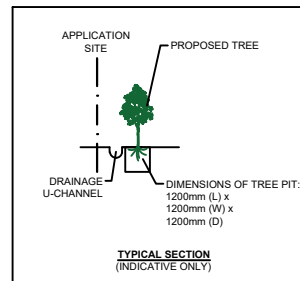 APPLICATION
SITE
PROPOSED TREE
DRAINAGE
U-CHANNEL
DIMENSIONS OF TREE PIT:
1200mm (L) x
1200mm (W) x
1200mm (D)
TYPICAL SECTION
(INDICATIVE ONLY)